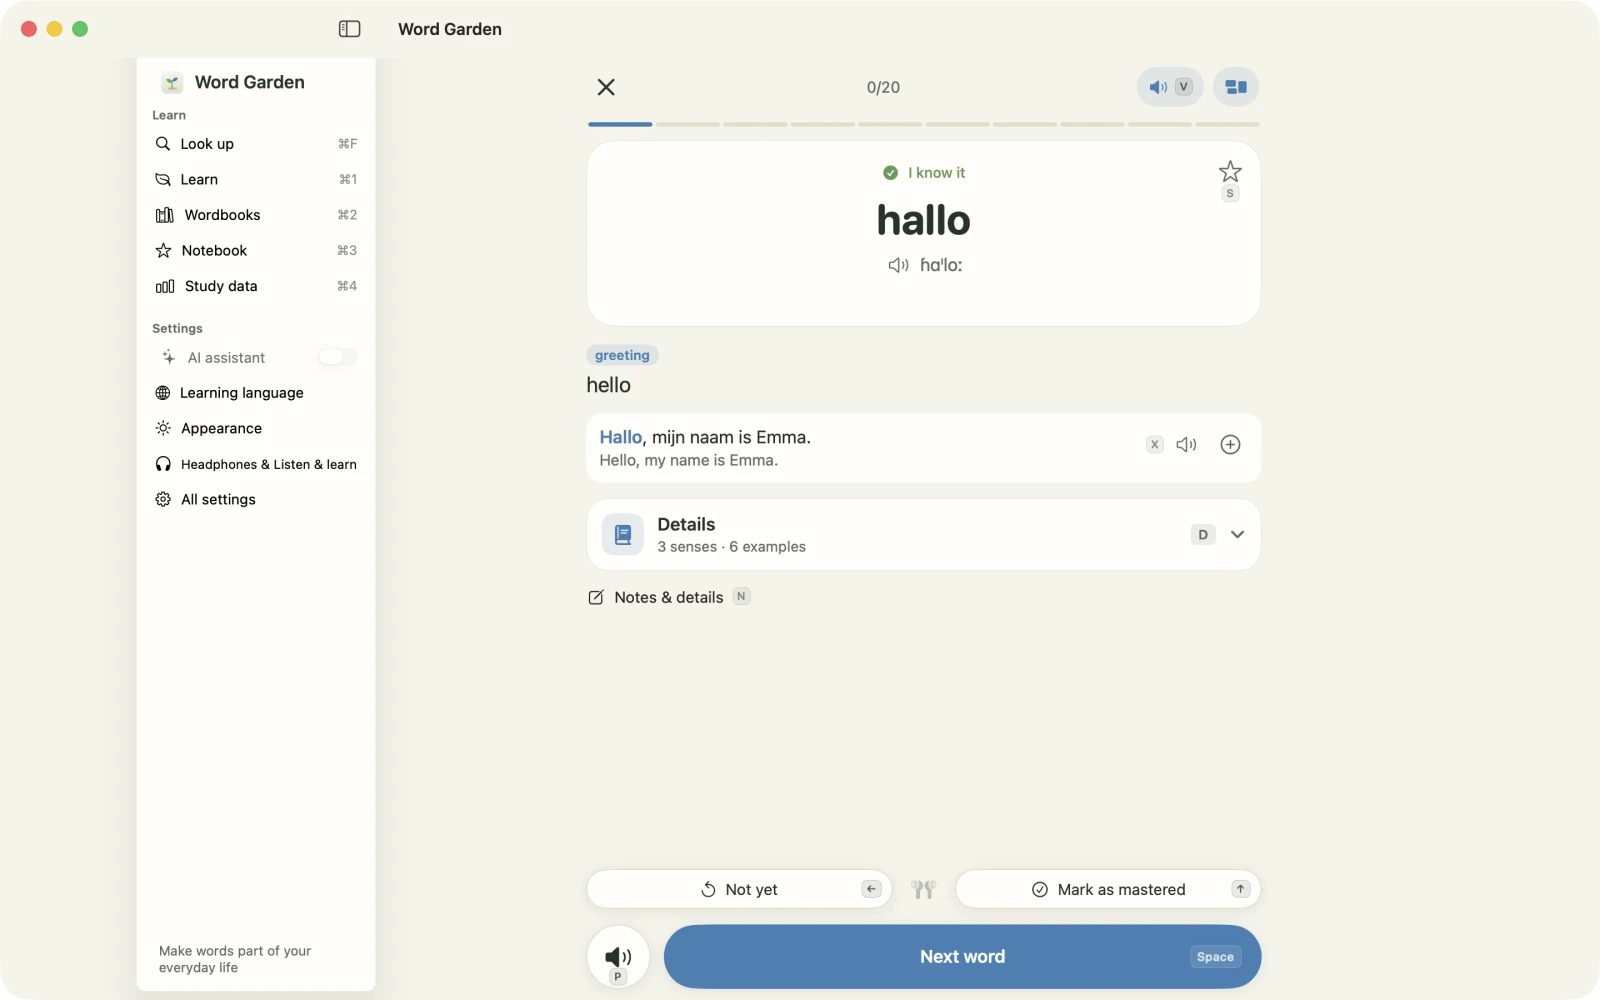 Word Garden
Word Garden
Learn
Look up ⌘F
Learn ⌘1
Wordbooks ⌘2
Notebook ⌘3
Study data ⌘4
Settings
AI assistant
Learning language
Appearance
Headphones & Listen & learn
All settings
Make words part of your
everyday life
0/20
V
I know it
S
hallo
ɦɑˈloː
greeting
hello
Hallo, mijn naam is Emma.
X
Hello, my name is Emma.
Details
D
3 senses · 6 examples
Notes & details N
Not yet ←
Mark as mastered ↑
P
Next word Space